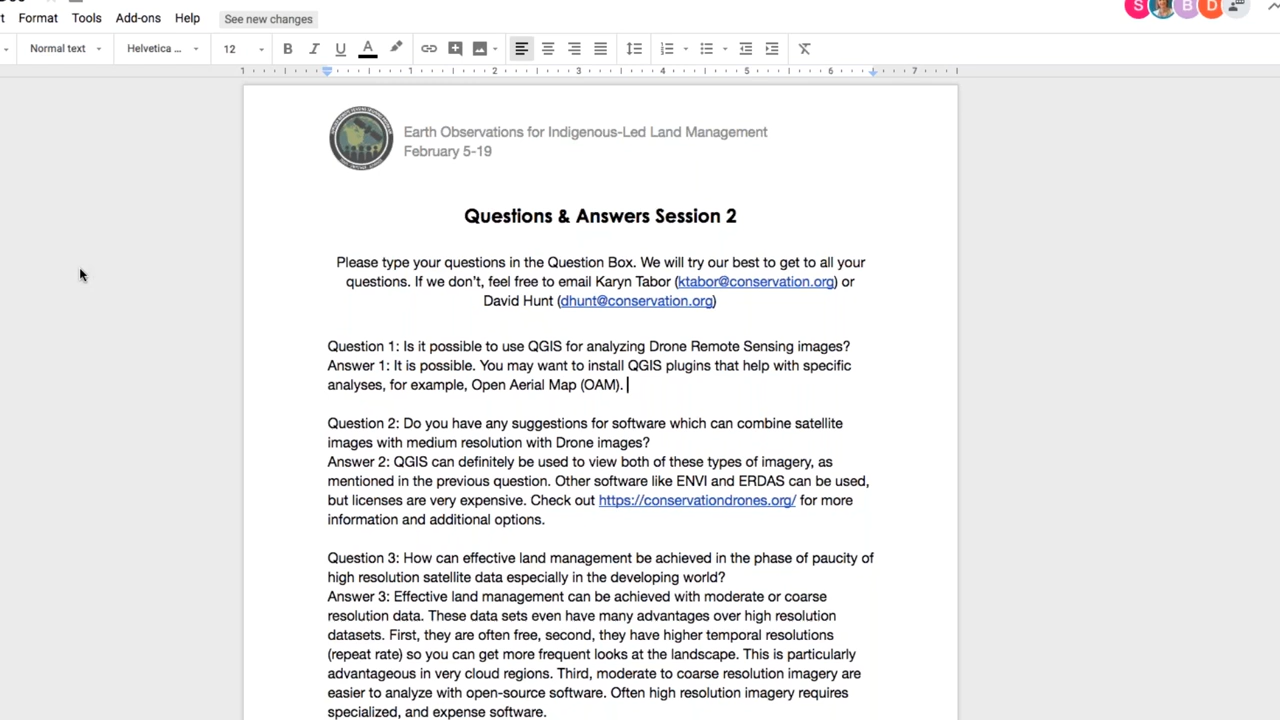 t Format Tools Add-ons Help See new changes
S B D
Normal text Helvetica ... 12 B I U A
1 1 2 3 4 5 6 7
Earth Observations for Indigenous-Led Land Management
February 5-19
Questions & Answers Session 2
Please type your questions in the Question Box. We will try our best to get to all your
questions. If we don't, feel free to email Karyn Tabor (ktabor@conservation.org) or
David Hunt (dhunt@conservation.org)
Question 1: Is it possible to use QGIS for analyzing Drone Remote Sensing images?
Answer 1: It is possible. You may want to install QGIS plugins that help with specific
analyses, for example, Open Aerial Map (OAM).
Question 2: Do you have any suggestions for software which can combine satellite
images with medium resolution with Drone images?
Answer 2: QGIS can definitely be used to view both of these types of imagery, as
mentioned in the previous question. Other software like ENVI and ERDAS can be used,
but licenses are very expensive. Check out https://conservationdrones.org/ for more
information and additional options.
Question 3: How can effective land management be achieved in the phase of paucity of
high resolution satellite data especially in the developing world?
Answer 3: Effective land management can be achieved with moderate or coarse
resolution data. These data sets even have many advantages over high resolution
datasets. First, they are often free, second, they have higher temporal resolutions
(repeat rate) so you can get more frequent looks at the landscape. This is particularly
advantageous in very cloud regions. Third, moderate to coarse resolution imagery are
easier to analyze with open-source software. Often high resolution imagery requires
specialized, and expense software.